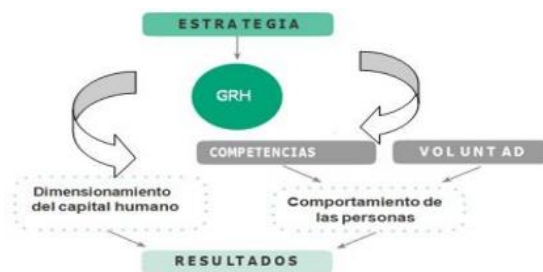 ESTRATEGIA
GRH
COMPETENCIAS
VOLUNTAD
Dimensionamiento
del capital humano
Comportamiento de
las personas
RESULTADOS